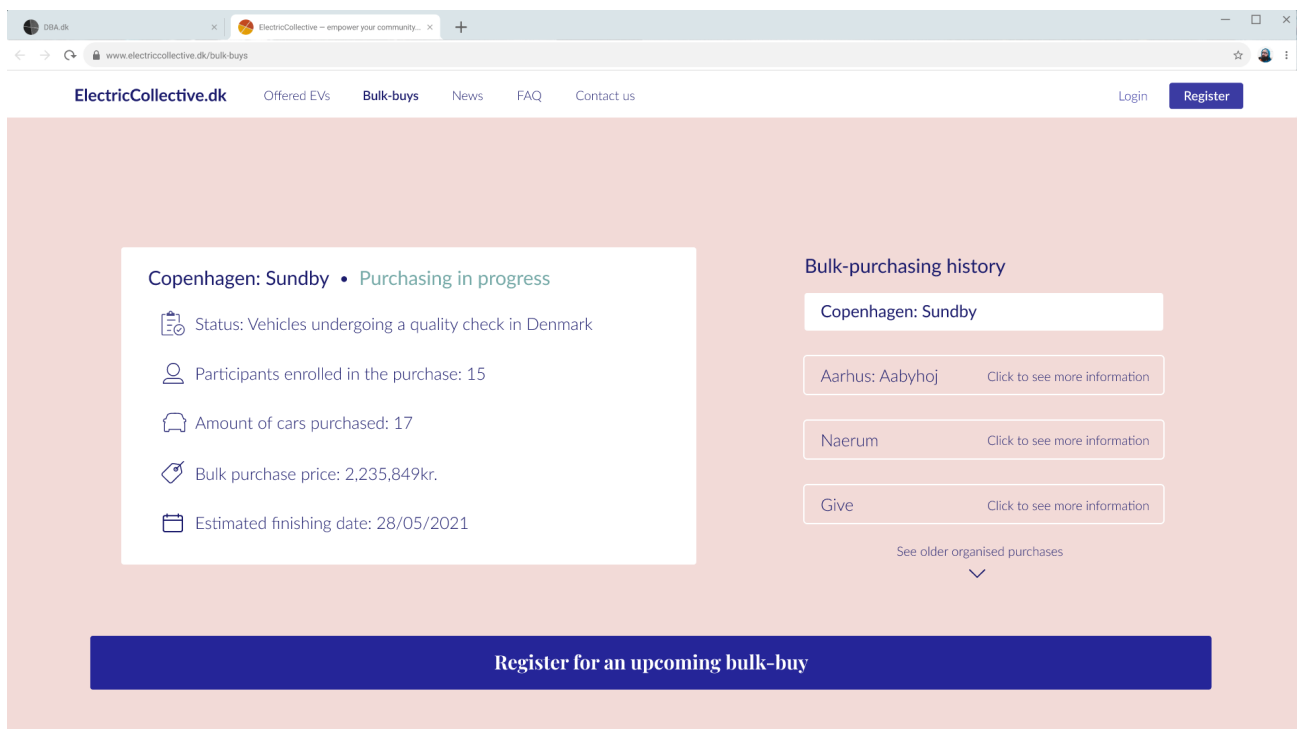 DBA.dk
ElectricCollective – empower your community...
www.electriccollective.dk/bulk-buys
ElectricCollective.dk
Offered EVs
Bulk-buys
News
FAQ
Contact us
Login
Register
Copenhagen: Sundby • Purchasing in progress
Status: Vehicles undergoing a quality check in Denmark
Participants enrolled in the purchase: 15
Amount of cars purchased: 17
Bulk purchase price: 2,235,849kr.
Estimated finishing date: 28/05/2021
Bulk-purchasing history
Copenhagen: Sundby
Aarhus: Aabyhoj
Click to see more information
Naerum
Click to see more information
Give
Click to see more information
See older organised purchases
Register for an upcoming bulk-buy